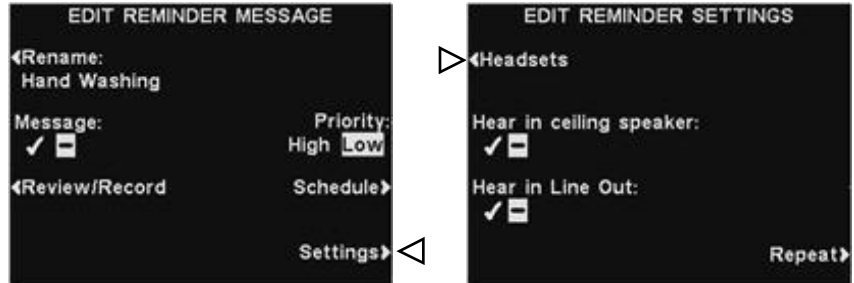 EDIT REMINDER MESSAGE
Rename:
Hand Washing
Message:
Priority:
High Low
Review/Record
Schedule
Settings
EDIT REMINDER SETTINGS
Headsets
Hear in ceiling speaker:
Hear in Line Out:
Repeat